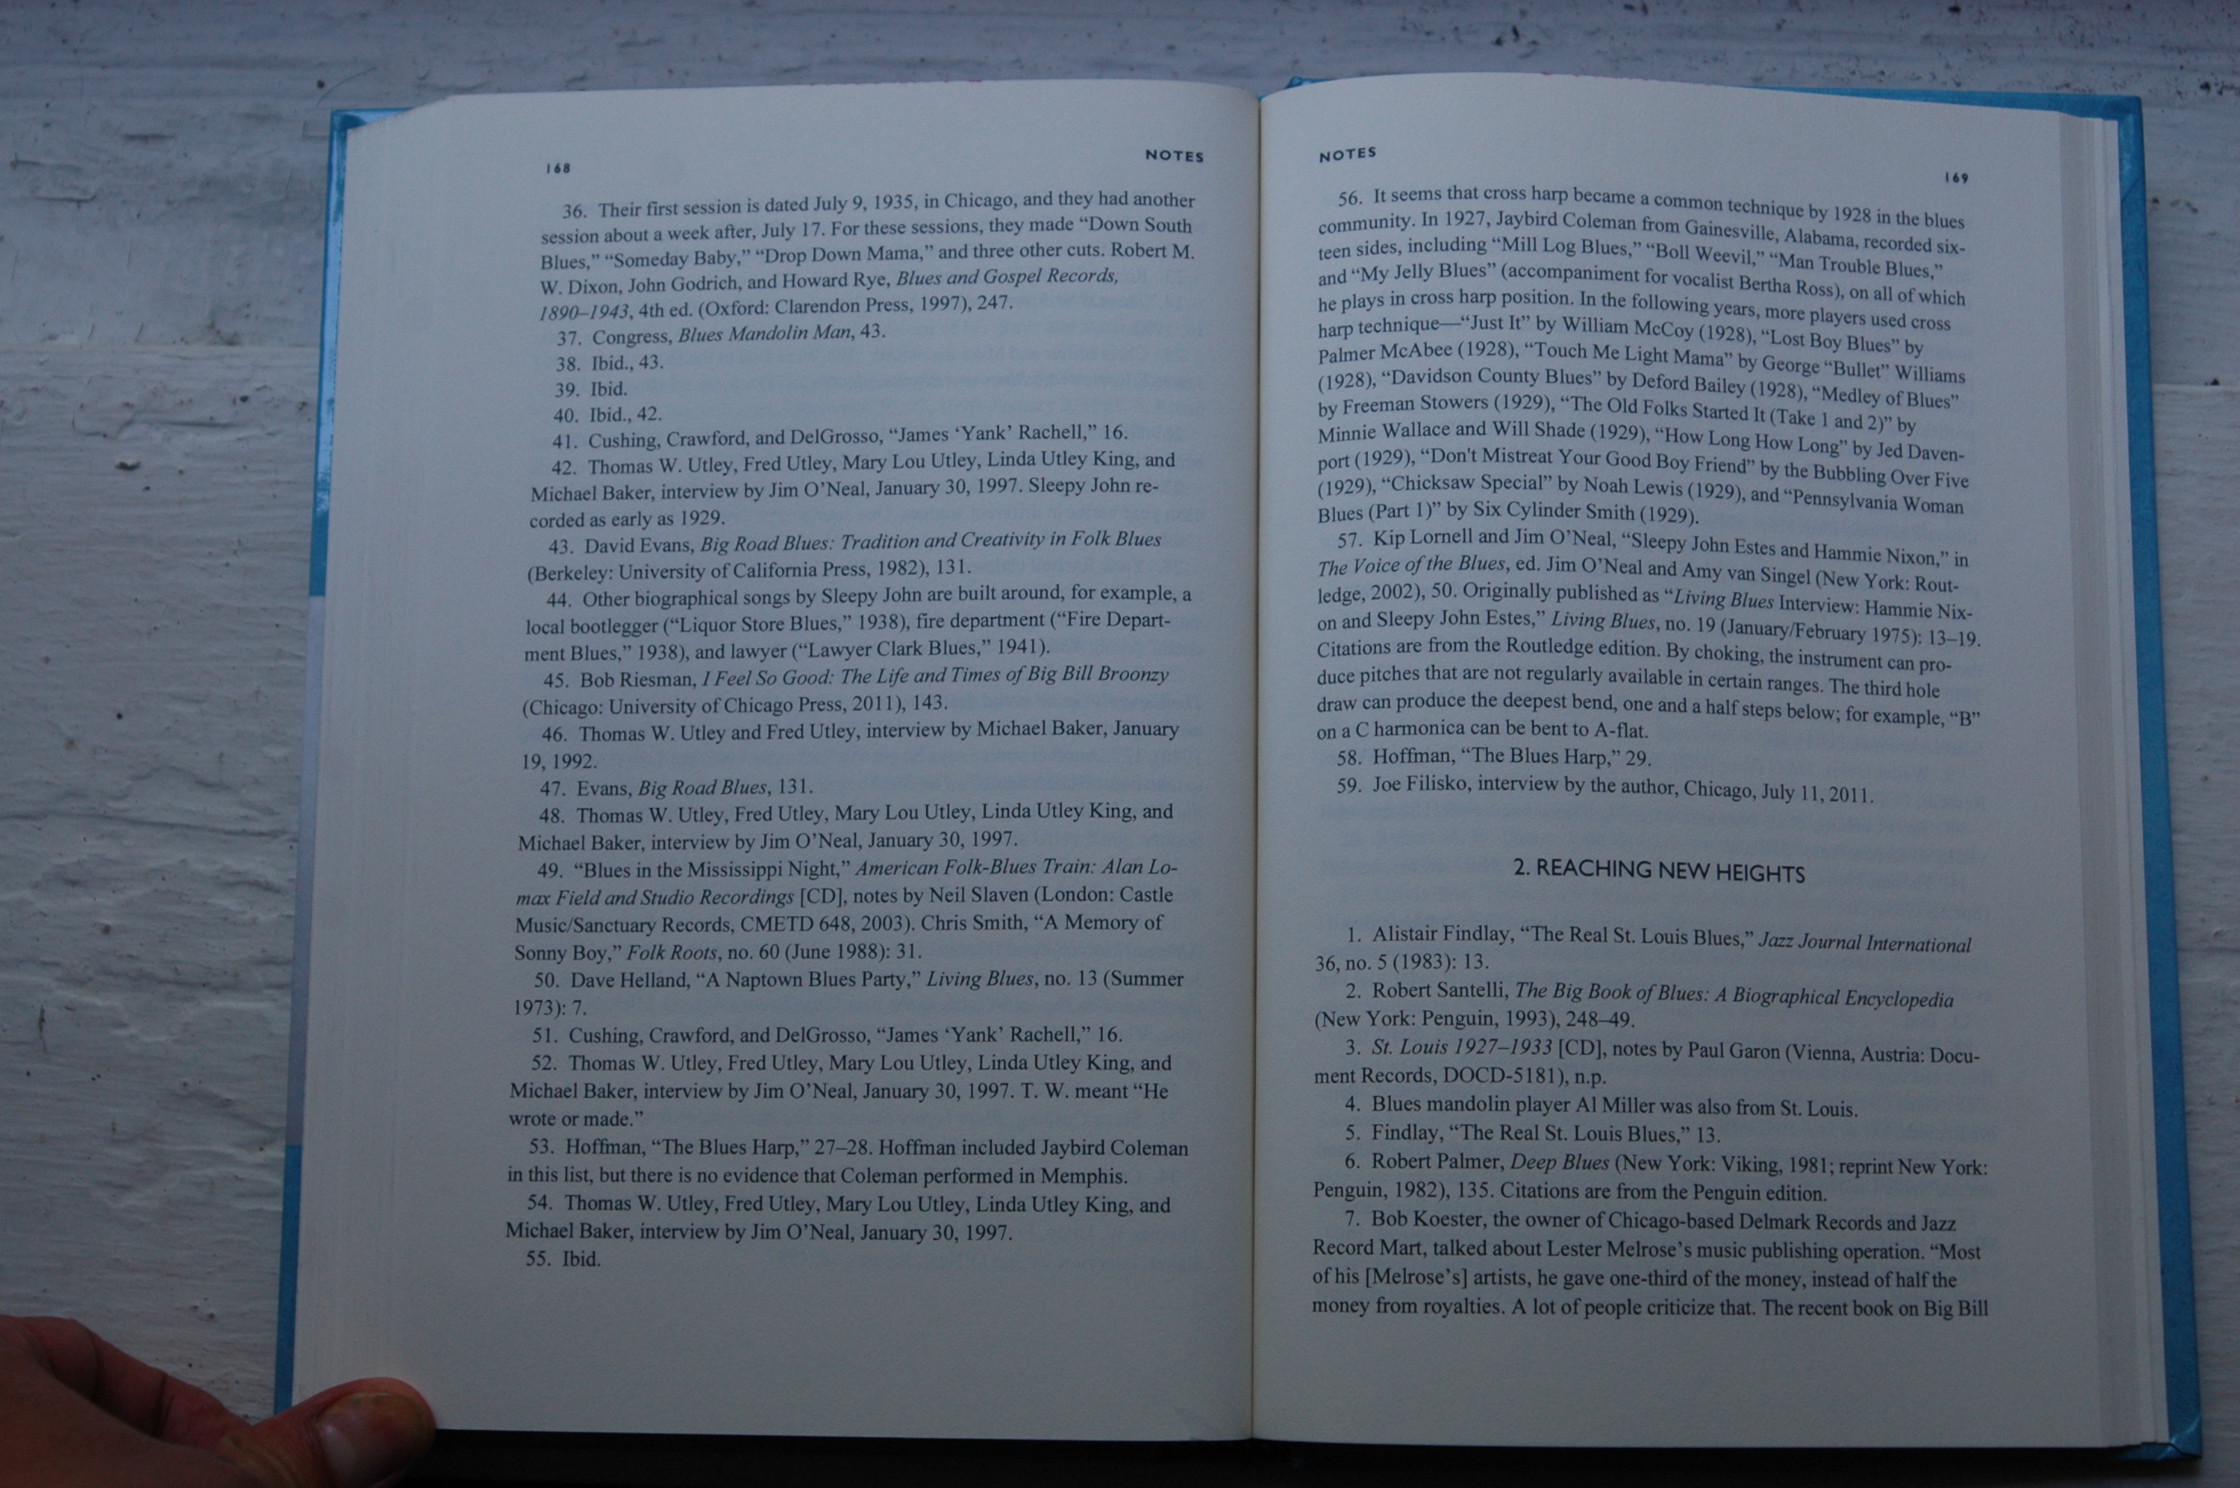 168
NOTES
36. Their first session is dated July 9, 1935, in Chicago, and they had another
session about a week after, July 17. For these sessions, they made “Down South
Blues,” “Someday Baby,” “Drop Down Mama,” and three other cuts. Robert M.
W. Dixon, John Godrich, and Howard Rye, Blues and Gospel Records,
1890–1943, 4th ed. (Oxford: Clarendon Press, 1997), 247.
37. Congress, Blues Mandolin Man, 43.
38. Ibid., 43.
39. Ibid.
40. Ibid., 42.
41. Cushing, Crawford, and DelGrosso, “James ‘Yank’ Rachell,” 16.
42. Thomas W. Utley, Fred Utley, Mary Lou Utley, Linda Utley King, and
Michael Baker, interview by Jim O’Neal, January 30, 1997. Sleepy John re-
corded as early as 1929.
43. David Evans, Big Road Blues: Tradition and Creativity in Folk Blues
(Berkeley: University of California Press, 1982), 131.
44. Other biographical songs by Sleepy John are built around, for example, a
local bootlegger (“Liquor Store Blues,” 1938), fire department (“Fire Depart-
ment Blues,” 1938), and lawyer (“Lawyer Clark Blues,” 1941).
45. Bob Riesman, I Feel So Good: The Life and Times of Big Bill Broonzy
(Chicago: University of Chicago Press, 2011), 143.
46. Thomas W. Utley and Fred Utley, interview by Michael Baker, January
19, 1992.
47. Evans, Big Road Blues, 131.
48. Thomas W. Utley, Fred Utley, Mary Lou Utley, Linda Utley King, and
Michael Baker, interview by Jim O’Neal, January 30, 1997.
49. “Blues in the Mississippi Night,” American Folk-Blues Train: Alan Lo-
max Field and Studio Recordings [CD], notes by Neil Slaven (London: Castle
Music/Sanctuary Records, CMETD 648, 2003). Chris Smith, “A Memory of
Sonny Boy,” Folk Roots, no. 60 (June 1988): 31.
50. Dave Helland, “A Naptown Blues Party,” Living Blues, no. 13 (Summer
1973): 7.
51. Cushing, Crawford, and DelGrosso, “James ‘Yank’ Rachell,” 16.
52. Thomas W. Utley, Fred Utley, Mary Lou Utley, Linda Utley King, and
Michael Baker, interview by Jim O’Neal, January 30, 1997. T. W. meant “He
wrote or made.”
53. Hoffman, “The Blues Harp,” 27–28. Hoffman included Jaybird Coleman
in this list, but there is no evidence that Coleman performed in Memphis.
54. Thomas W. Utley, Fred Utley, Mary Lou Utley, Linda Utley King, and
Michael Baker, interview by Jim O’Neal, January 30, 1997.
55. Ibid.
NOTES
169
56. It seems that cross harp became a common technique by 1928 in the blues
community. In 1927, Jaybird Coleman from Gainesville, Alabama, recorded six-
teen sides, including “Mill Log Blues,” “Boll Weevil,” “Man Trouble Blues,”
and “My Jelly Blues” (accompaniment for vocalist Bertha Ross), on all of which
he plays in cross harp position. In the following years, more players used cross
harp technique—“Just It” by William McCoy (1928), “Lost Boy Blues” by
Palmer McAbee (1928), “Touch Me Light Mama” by George “Bullet” Williams
(1928), “Davidson County Blues” by Deford Bailey (1928), “Medley of Blues”
by Freeman Stowers (1929), “The Old Folks Started It (Take 1 and 2)” by
Minnie Wallace and Will Shade (1929), “How Long How Long” by Jed Daven-
port (1929), “Don't Mistreat Your Good Boy Friend” by the Bubbling Over Five
(1929), “Chicksaw Special” by Noah Lewis (1929), and “Pennsylvania Woman
Blues (Part 1)” by Six Cylinder Smith (1929).
57. Kip Lornell and Jim O’Neal, “Sleepy John Estes and Hammie Nixon,” in
The Voice of the Blues, ed. Jim O’Neal and Amy van Singel (New York: Rout-
ledge, 2002), 50. Originally published as “Living Blues Interview: Hammie Nix-
on and Sleepy John Estes,” Living Blues, no. 19 (January/February 1975): 13–19.
Citations are from the Routledge edition. By choking, the instrument can pro-
duce pitches that are not regularly available in certain ranges. The third hole
draw can produce the deepest bend, one and a half steps below; for example, “B”
on a C harmonica can be bent to A-flat.
58. Hoffman, “The Blues Harp,” 29.
59. Joe Filisko, interview by the author, Chicago, July 11, 2011.
2. REACHING NEW HEIGHTS
1. Alistair Findlay, “The Real St. Louis Blues,” Jazz Journal International
36, no. 5 (1983): 13.
2. Robert Santelli, The Big Book of Blues: A Biographical Encyclopedia
(New York: Penguin, 1993), 248–49.
3. St. Louis 1927–1933 [CD], notes by Paul Garon (Vienna, Austria: Docu-
ment Records, DOCD-5181), n.p.
4. Blues mandolin player Al Miller was also from St. Louis.
5. Findlay, “The Real St. Louis Blues,” 13.
6. Robert Palmer, Deep Blues (New York: Viking, 1981; reprint New York:
Penguin, 1982), 135. Citations are from the Penguin edition.
7. Bob Koester, the owner of Chicago-based Delmark Records and Jazz
Record Mart, talked about Lester Melrose’s music publishing operation. “Most
of his [Melrose’s] artists, he gave one-third of the money, instead of half the
money from royalties. A lot of people criticize that. The recent book on Big Bill